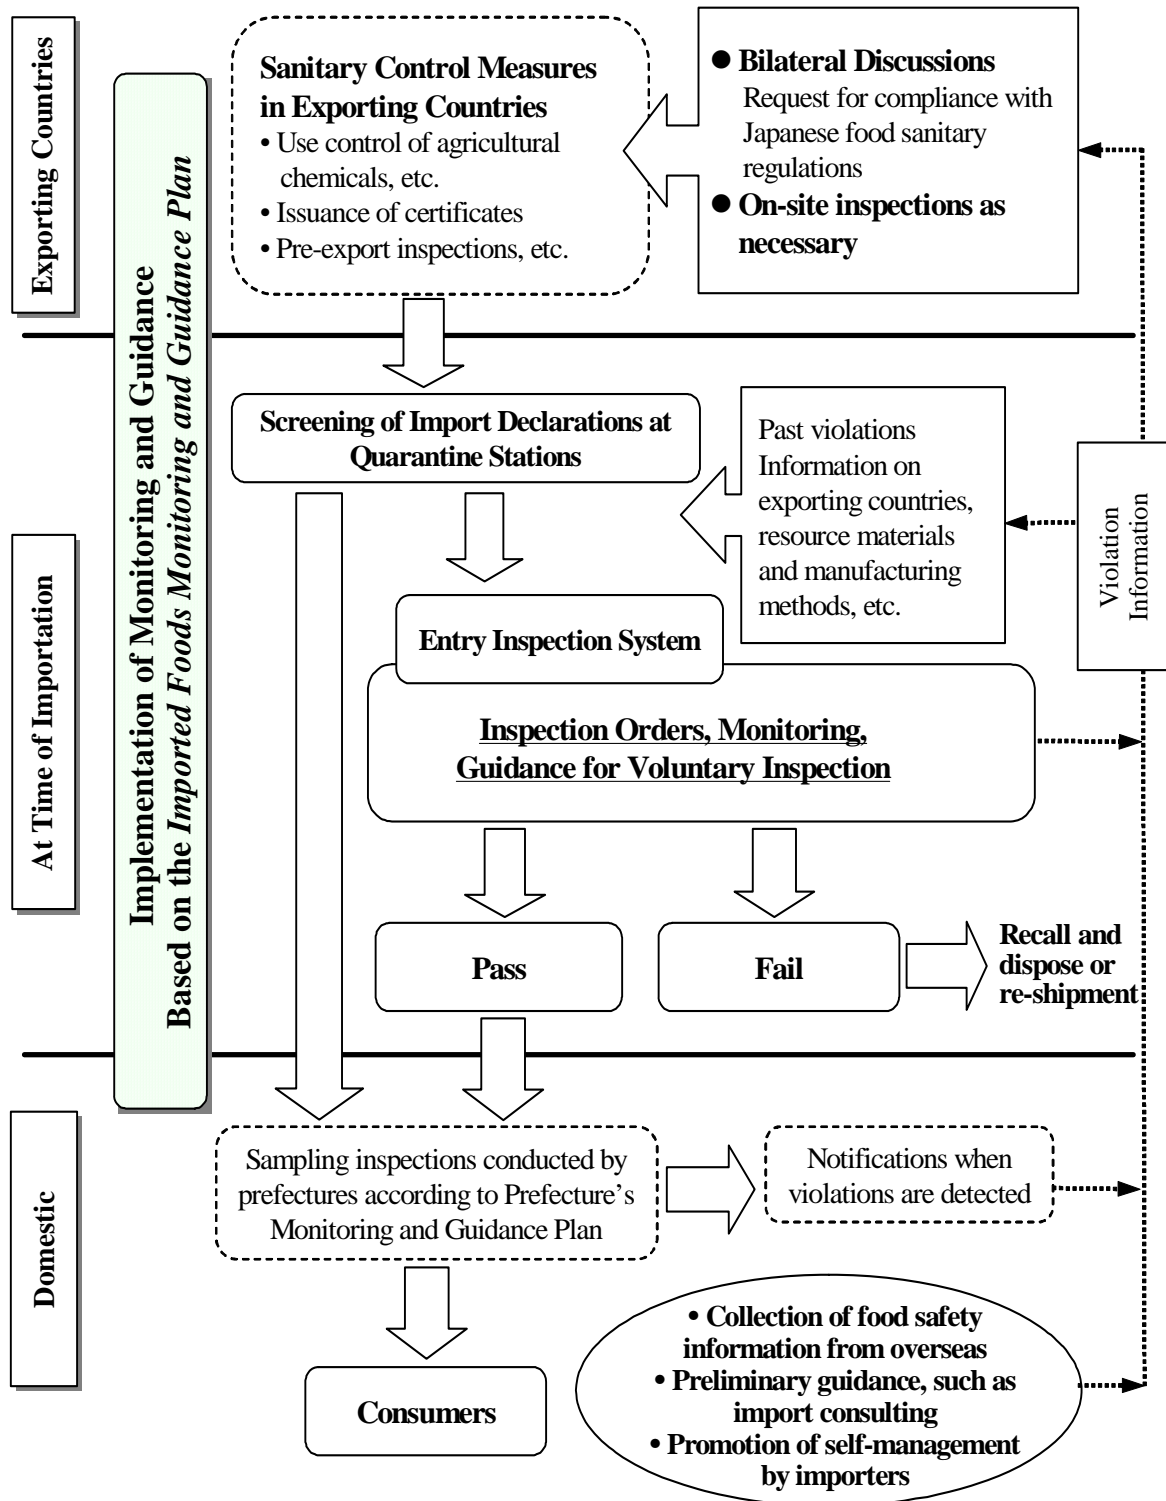 Exporting Countries
Sanitary Control Measures
in Exporting Countries
• Use control of agricultural
chemicals, etc.
• Issuance of certificates
• Pre-export inspections, etc.
● Bilateral Discussions
Request for compliance with
Japanese food sanitary
regulations
● On-site inspections as
necessary
Implementation of Monitoring and Guidance
Based on the Imported Foods Monitoring and Guidance Plan
At Time of Importation
Screening of Import Declarations at
Quarantine Stations
Past violations
Information on
exporting countries,
resource materials
and manufacturing
methods, etc.
Violation
Information
Entry Inspection System
Inspection Orders, Monitoring,
Guidance for Voluntary Inspection
Pass
Fail
Recall and
dispose or
re-shipment
Domestic
Sampling inspections conducted by
prefectures according to Prefecture’s
Monitoring and Guidance Plan
Notifications when
violations are detected
Consumers
• Collection of food safety
information from overseas
• Preliminary guidance, such as
import consulting
• Promotion of self-management
by importers